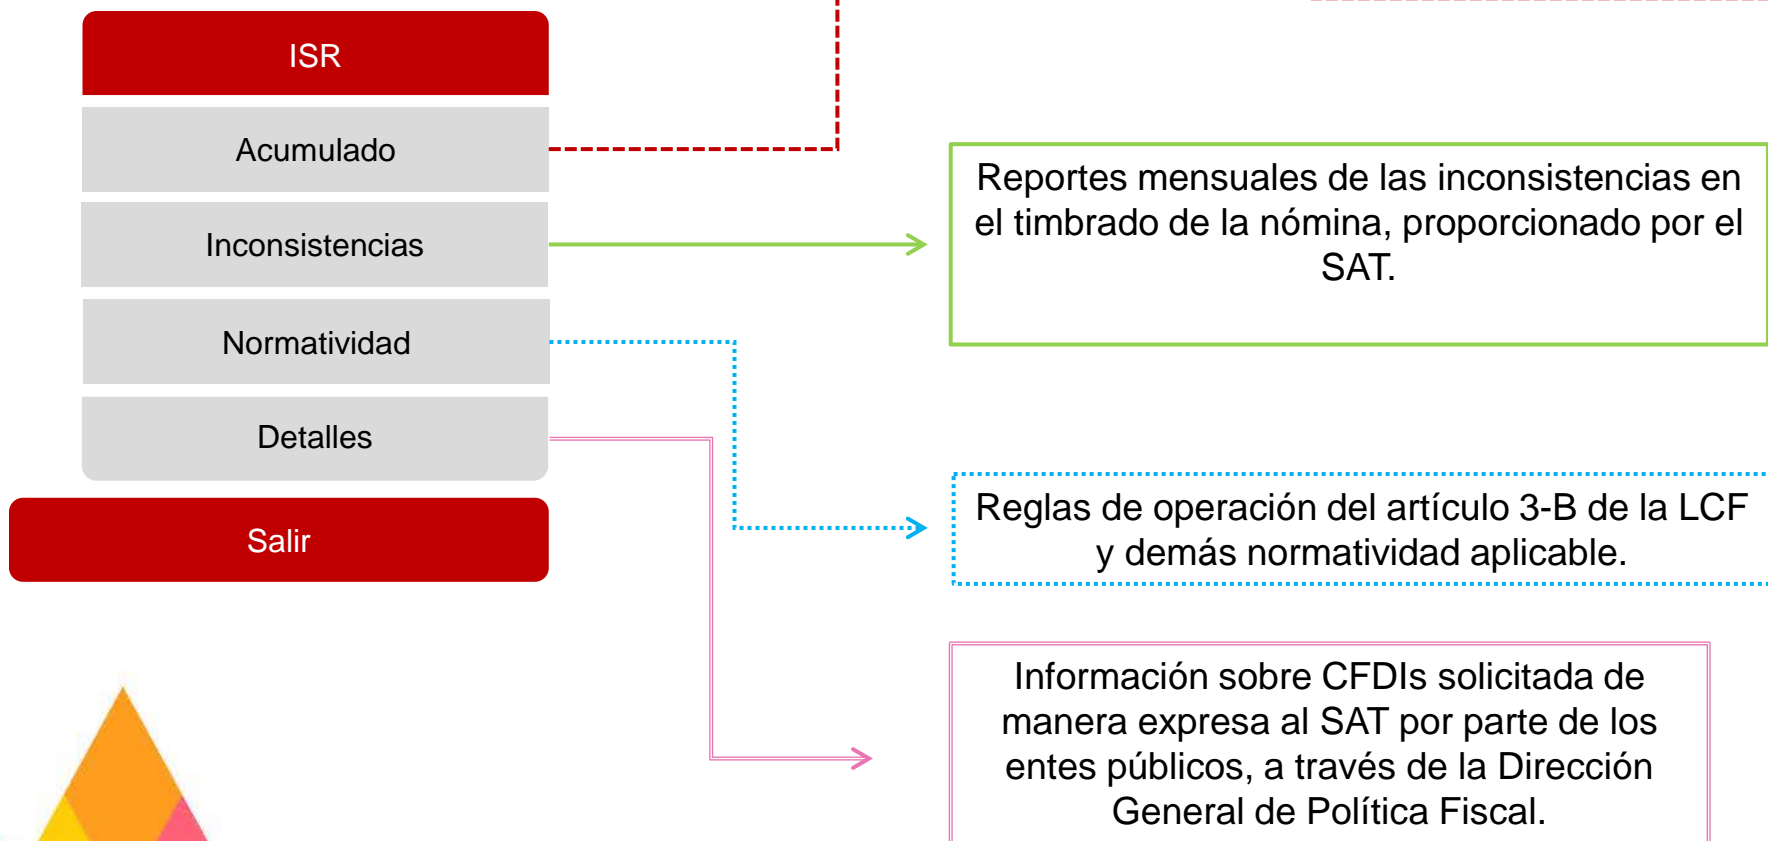 ISR
Acumulado
Inconsistencias
Normatividad
Detalles
Salir
Reportes mensuales de las inconsistencias en
el timbrado de la nómina, proporcionado por el
SAT.
Reglas de operación del artículo 3-B de la LCF
y demás normatividad aplicable.
Información sobre CFDIs solicitada de
manera expresa al SAT por parte de los
entes públicos, a través de la Dirección
General de Política Fiscal.